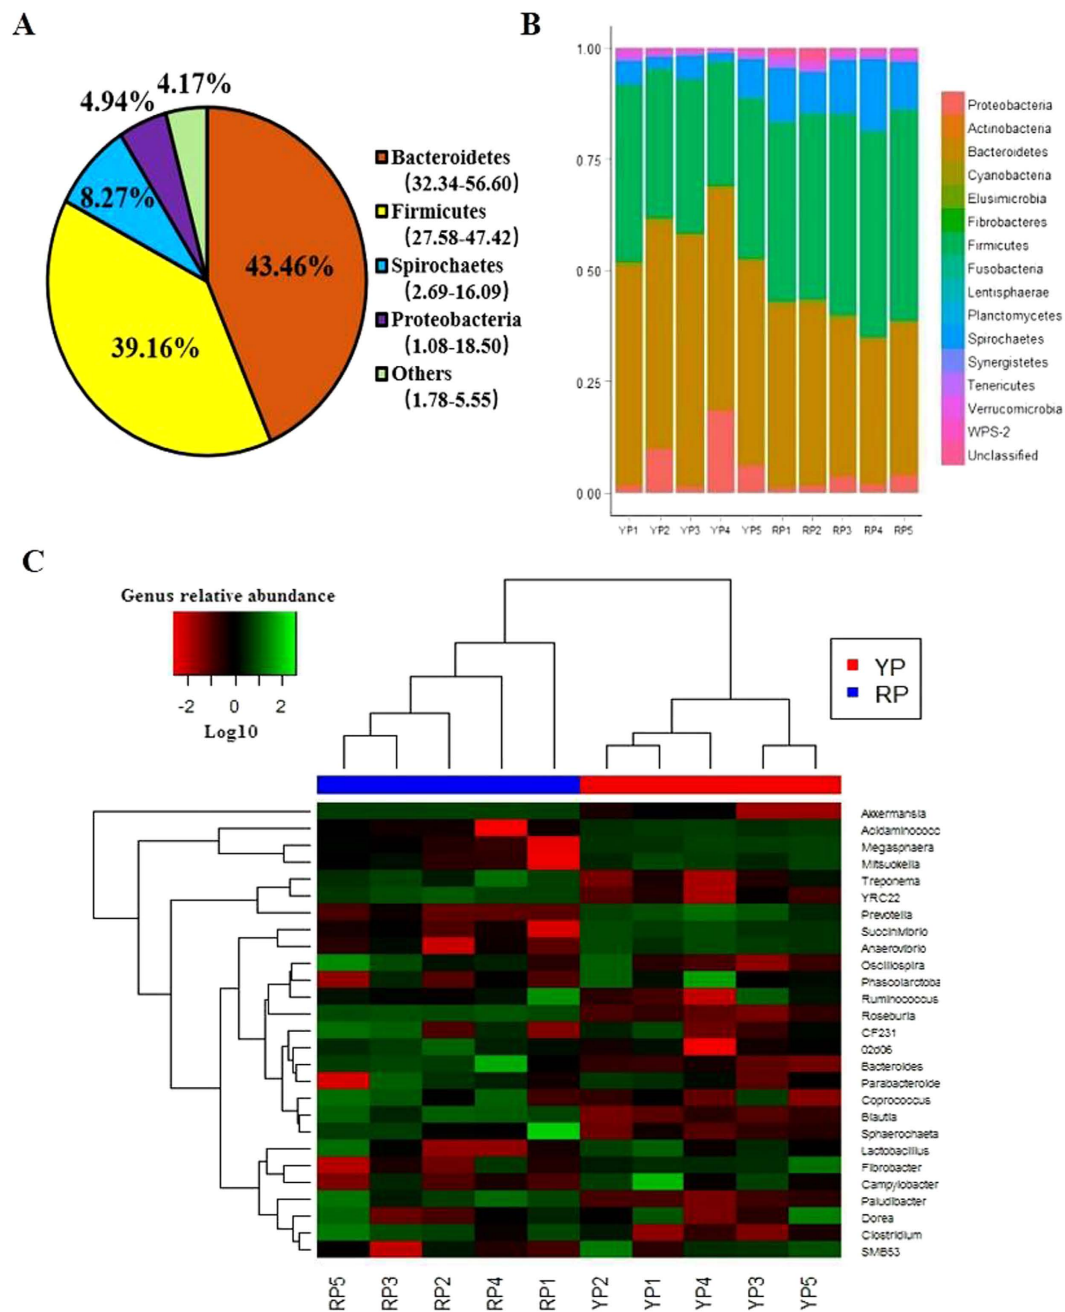 A
4.17%
4.94%
8.27%
43.46%
39.16%
Bacteroidetes
(32.34-56.60)
Firmicutes
(27.58-47.42)
Spirochaetes
(2.69-16.09)
Proteobacteria
(1.08-18.50)
Others
(1.78-5.55)
B
1.00
0.75
0.50
0.25
0.00
YP1 YP2 YP3 YP4 YP5 RP1 RP2 RP3 RP4 RP5
Proteobacteria
Actinobacteria
Bacteroidetes
Cyanobacteria
Elusimicrobia
Fibrobacteres
Firmicutes
Fusobacteria
Lentisphaerae
Planctomycetes
Spirochaetes
Synergistetes
Tenericutes
Verrucomicrobia
WPS-2
Unclassified
C
Genus relative abundance
-2 0 2
Log10
YP
RP
Akkermansia
Acidaminococc
Megasphaera
Mitsuokella
Treponema
YRC22
Prevotella
Succinivibrio
Anaerovibrio
Oscillospira
Phascolarctoba
Ruminococcus
Roseburia
CF231
02d06
Bacteroides
Parabacteroide
Coprococcus
Blautia
Sphaerochaeta
Lactobacillus
Fibrobacter
Campylobacter
Paludibacter
Dorea
Clostridium
SMB53
RP5 RP3 RP2 RP4 RP1 YP2 YP1 YP4 YP3 YP5